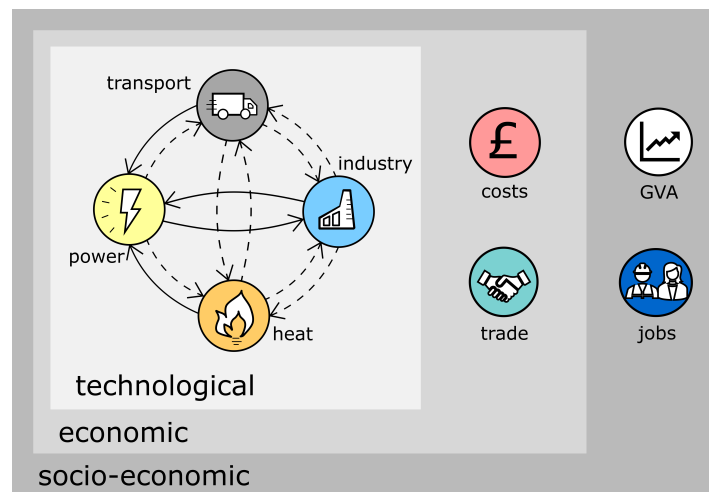 transport
industry
£
costs
GVA
power
heat
trade
jobs
technological
economic
socio-economic